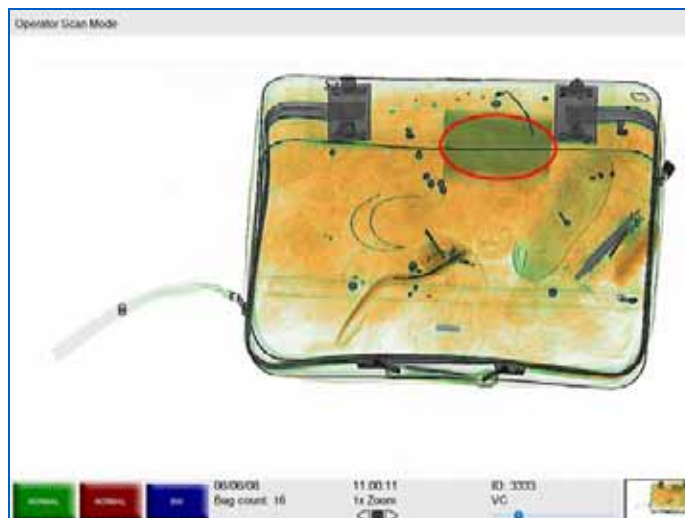 Operator Scan Mode
06/06/08 11:00:11 ID: 3333
Bag count: 16 1x Zoom VC
NORMAL NORMAL